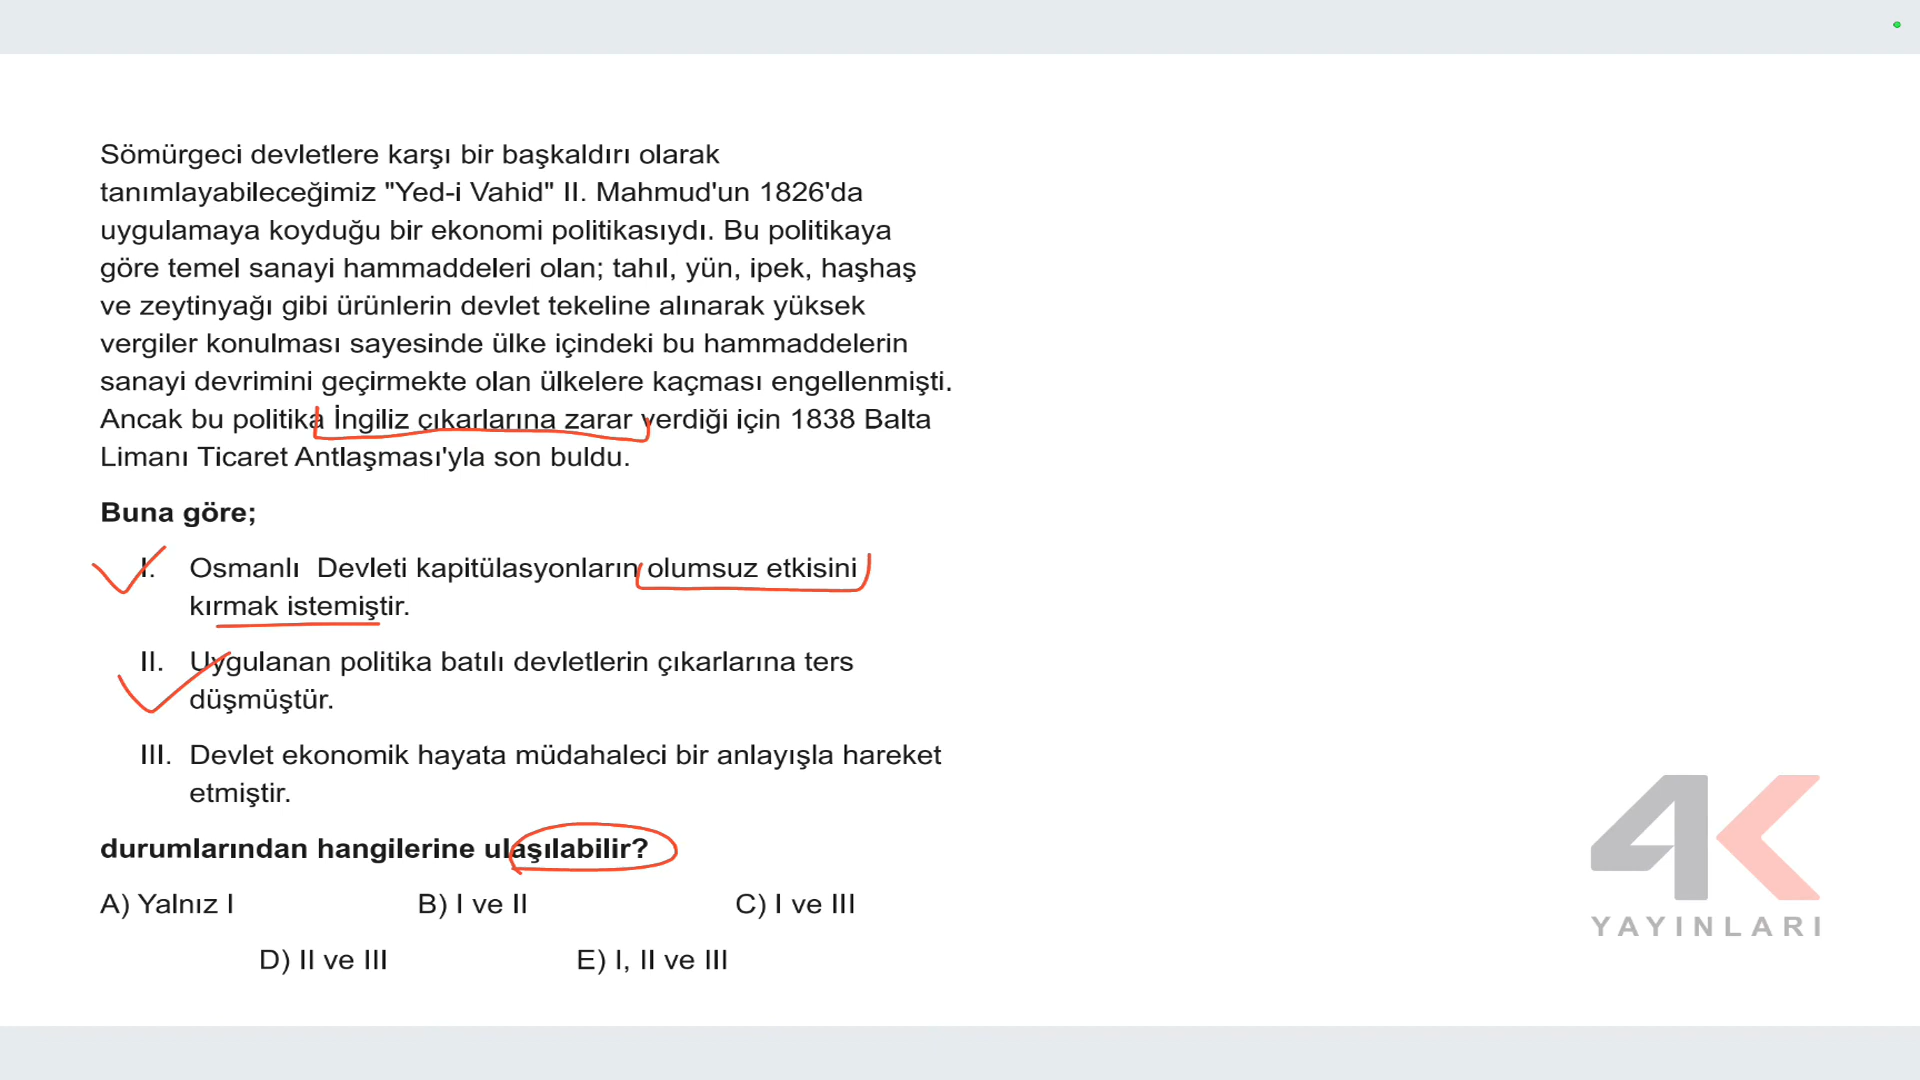 Sömürgeci devletlere karşı bir başkaldırı olarak
tanımlayabileceğimiz "Yed-i Vahid" II. Mahmud'un 1826'da
uygulamaya koyduğu bir ekonomi politikasıydı. Bu politikaya
göre temel sanayi hammaddeleri olan; tahıl, yün, ipek, haşhaş
ve zeytinyağı gibi ürünlerin devlet tekeline alınarak yüksek
vergiler konulması sayesinde ülke içindeki bu hammaddelerin
sanayi devrimini geçirmekte olan ülkelere kaçması engellenmişti.
Ancak bu politika İngiliz çıkarlarına zarar verdiği için 1838 Balta
Limanı Ticaret Antlaşması'yla son buldu.
Buna göre;
I. Osmanlı Devleti kapitülasyonların olumsuz etkisini
kırmak istemiştir.
II. Uygulanan politika batılı devletlerin çıkarlarına ters
düşmüştür.
III. Devlet ekonomik hayata müdahaleci bir anlayışla hareket
etmiştir.
durumlarından hangilerine ulaşılabilir?
A) Yalnız I B) I ve II C) I ve III
D) II ve III E) I, II ve III
4K
YAYINLARI